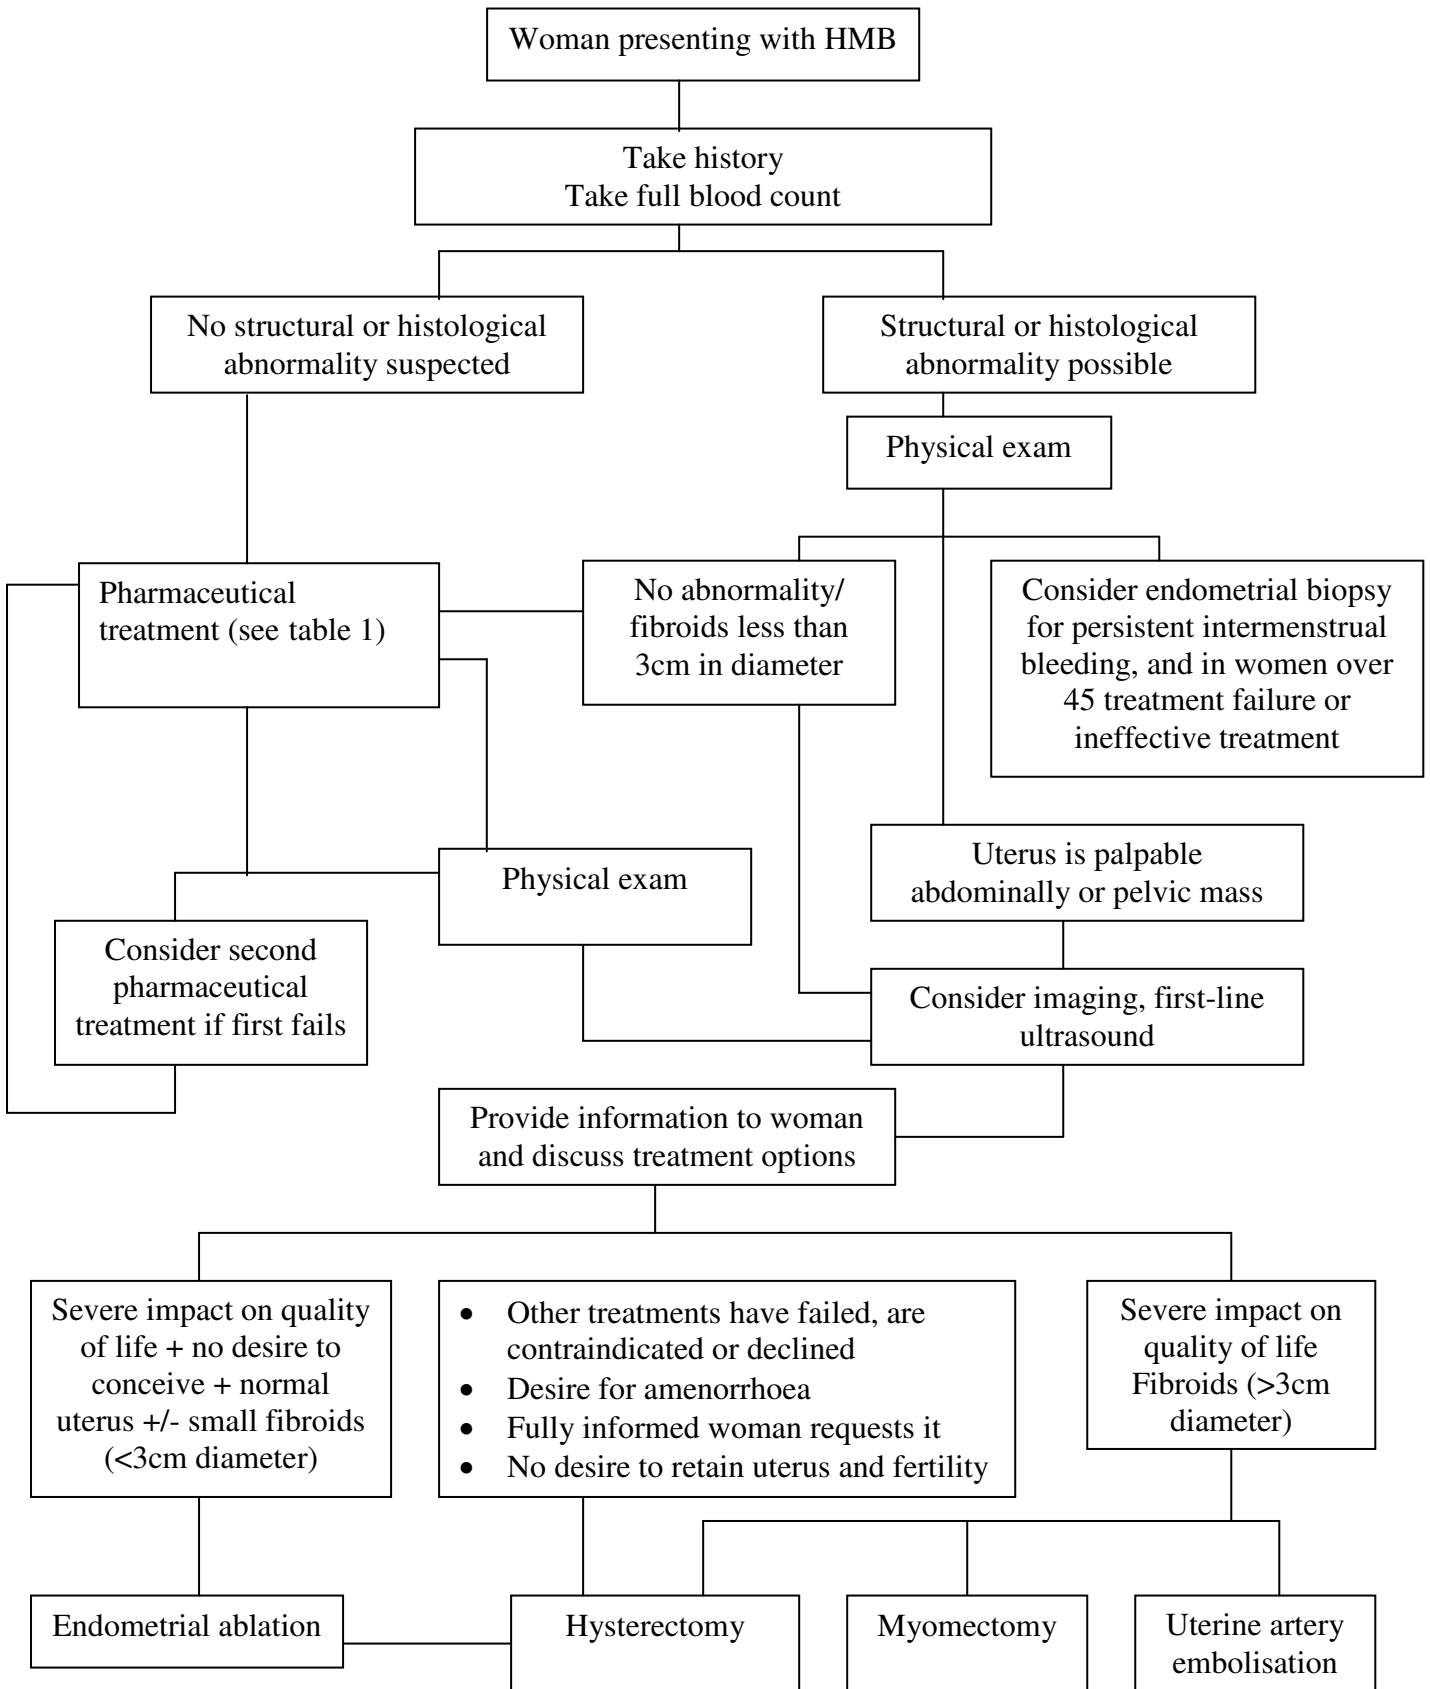 Woman presenting with HMB
Take history
Take full blood count
No structural or histological
abnormality suspected
Structural or histological
abnormality possible
Physical exam
Pharmaceutical
treatment (see table 1)
No abnormality/
fibroids less than
3cm in diameter
Consider endometrial biopsy
for persistent intermenstrual
bleeding, and in women over
45 treatment failure or
ineffective treatment
Uterus is palpable
abdominally or pelvic mass
Physical exam
Consider second
pharmaceutical
treatment if first fails
Consider imaging, first-line
ultrasound
Provide information to woman
and discuss treatment options
Severe impact on quality
of life + no desire to
conceive + normal
uterus +/- small fibroids
(<3cm diameter)
• Other treatments have failed, are
contraindicated or declined
• Desire for amenorrhoea
• Fully informed woman requests it
• No desire to retain uterus and fertility
Severe impact on
quality of life
Fibroids (>3cm
diameter)
Endometrial ablation
Hysterectomy
Myomectomy
Uterine artery
embolisation